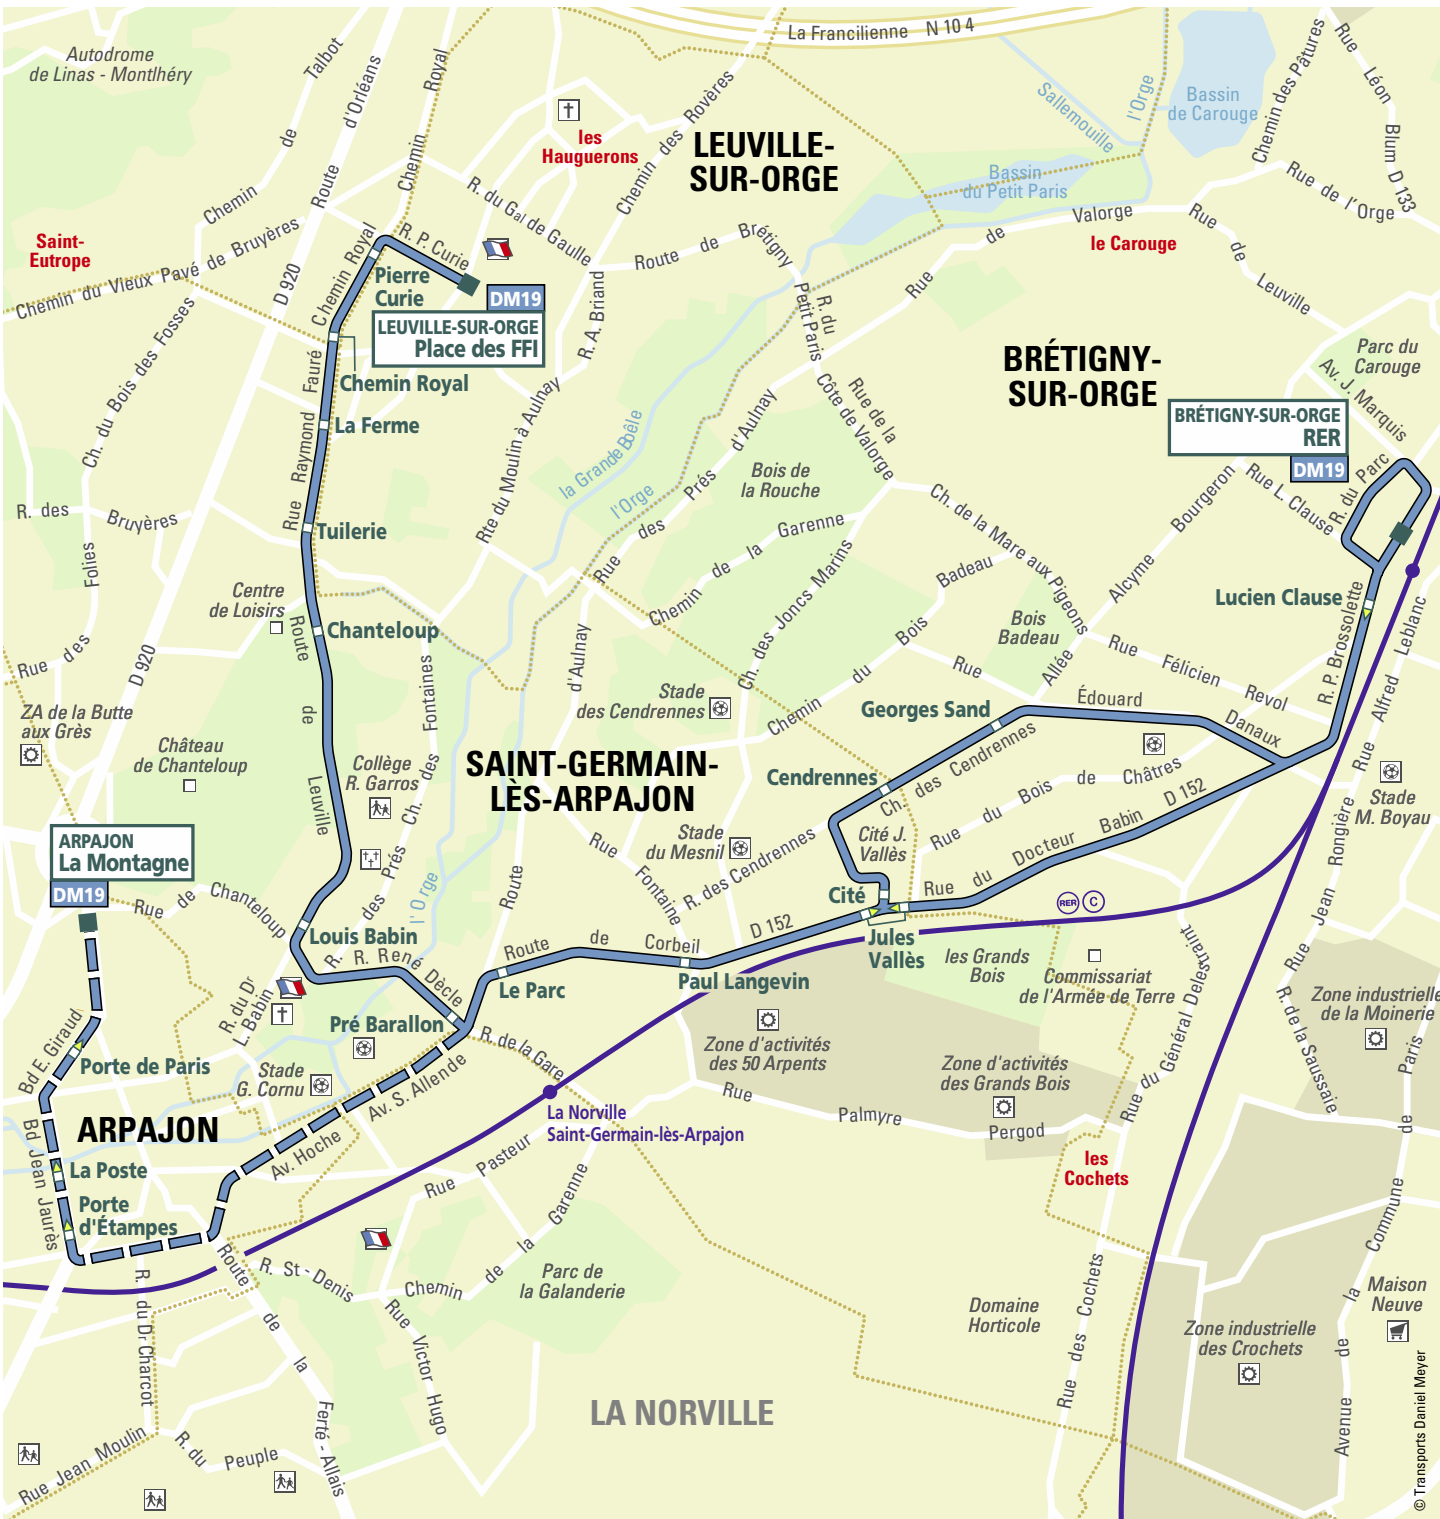 La Francilienne N 104
Autodrome
de Linas - Montlhéry
Chemin de Talbot
Route d'Orléans
D 920
Chemin Royal
les
Hauguerons
Chemin des Rovères
LEUVILLE-
SUR-ORGE
Sallemouille
l'Orge
Bassin
de Carouge
Chemin des Pâtures
Rue Léon Blum D 133
Bassin
du Petit Paris
Rue de l'Orge
R. du Gal de Gaulle
Saint-
Eutrope
Chemin du Vieux Pavé de Bruyères
Chemin Royal
R. P. Curie
Pierre
Curie
DM19
LEUVILLE-SUR-ORGE
Place des FFI
Route de Brétigny
R. A. Briand
R. du
Petit Paris
Rue de Valorge
le Carouge
Rue de Leuville
Chemin Royal
La Ferme
Rue Raymond Fauré
Ch. du Bois des Fosses
Rte du Moulin à Aulnay
la Grande Boële
l'Orge
Rue des Prés d'Aulnay
Côte de Valorge
Rue de la
BRÉTIGNY-
SUR-ORGE
Parc du
Carouge
Av. J. Marquis
BRÉTIGNY-SUR-ORGE
RER
DM19
R. du Parc
Rue L. Clause
Bois de
la Rouche
Chemin de la Garenne
Ch. des Joncs Marins
Ch. de la Mare aux Pigeons
Allée Alcyme Bourgeron
R. des Bruyères
Rue des Folies
Tuilerie
Centre
de Loisirs
Chanteloup
Route de Leuville
Rue du Bois Badeau
Bois
Badeau
Lucien Clause
R. P. Brossolette
Rue Alfred Leblanc
Rue Félicien Revol
D 920
ZA de la Butte
aux Grès
Château
de Chanteloup
R. des Prés
Ch. des Fontaines
d'Aulnay
Stade
des Cendrennes
Chemin du Bois
Georges Sand
Édouard Danaux
Collège
R. Garros
SAINT-GERMAIN-
LÈS-ARPAJON
Cendrennes
Ch. des Cendrennes
Rue du Bois de Châtres
Rue du Docteur Babin D 152
Stade
M. Boyau
ARPAJON
La Montagne
DM19
Rue de Chanteloup
Stade
du Mesnil
Rue Fontaine
R. des Cendrennes
Cité J.
Vallès
Cité
Jules
Vallès
RER C
Rue Jean Rongière
l'Orge
Route
Louis Babin
R. René Dècle
Route de Corbeil
D 152
Le Parc
Paul Langevin
les Grands
Bois
Commissariat
de l'Armée de Terre
Rue du Général Delestraint
R. de la Saussaie
Zone industrielle
de la Moinerie
R. du Dr
L. Babin
Pré Barallon
R. de la Gare
Bd E. Giraud
Porte de Paris
Stade
G. Cornu
Av. S. Allende
Zone d'activités
des 50 Arpents
Zone d'activités
des Grands Bois
Rue Palmyre Pergod
ARPAJON
Av. Hoche
La Norville
Saint-Germain-lès-Arpajon
Bd Jean Jaurès
La Poste
Porte
d'Étampes
Rue Pasteur
les
Cochets
Avenue de la Commune de Paris
R. St-Denis
Chemin de la Garenne
Parc de
la Galanderie
Route de la Ferté-Allais
R. du Dr Charcot
Rue Victor Hugo
Domaine
Horticole
Rue des Cochets
Zone industrielle
des Crochets
Maison
Neuve
LA NORVILLE
Rue Jean Moulin
R. du Peuple
© Transports Daniel Meyer